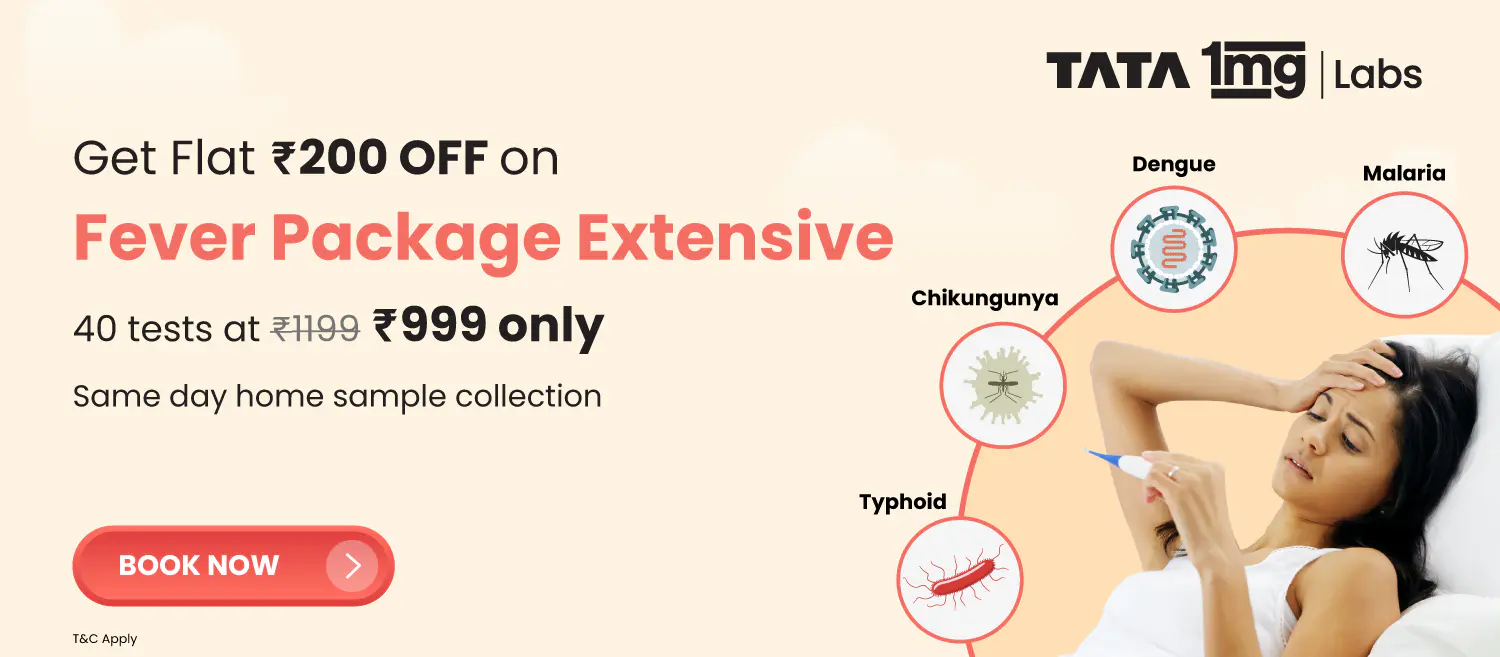 TATA 1mg | Labs
Get Flat ₹200 OFF on
Fever Package Extensive
40 tests at ₹1199 ₹999 only
Same day home sample collection
BOOK NOW
T&C Apply
Dengue
Malaria
Chikungunya
Typhoid